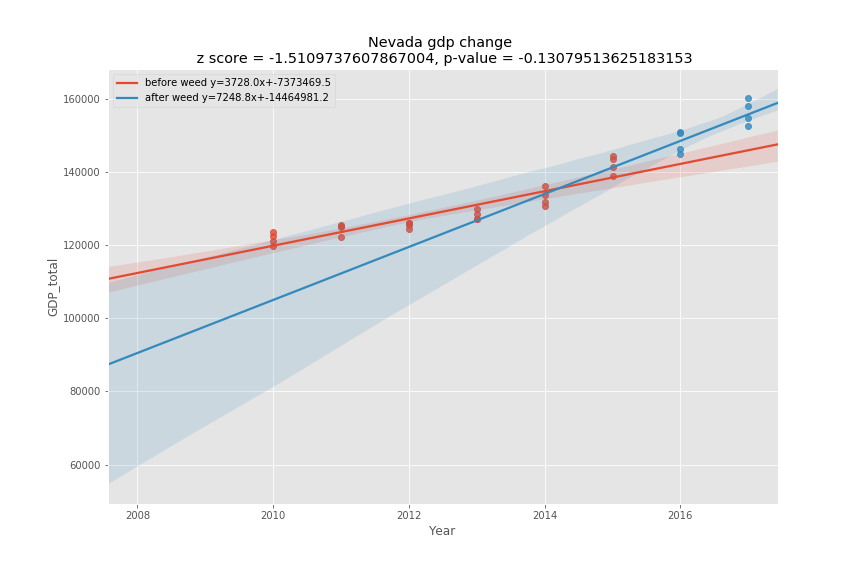 Nevada gdp change
z score = -1.5109737607867004, p-value = -0.13079513625183153
before weed y=3728.0x+-7373469.5
after weed y=7248.8x+-14464981.2
160000
140000
120000
100000
80000
60000
GDP_total
2008 2010 2012 2014 2016
Year